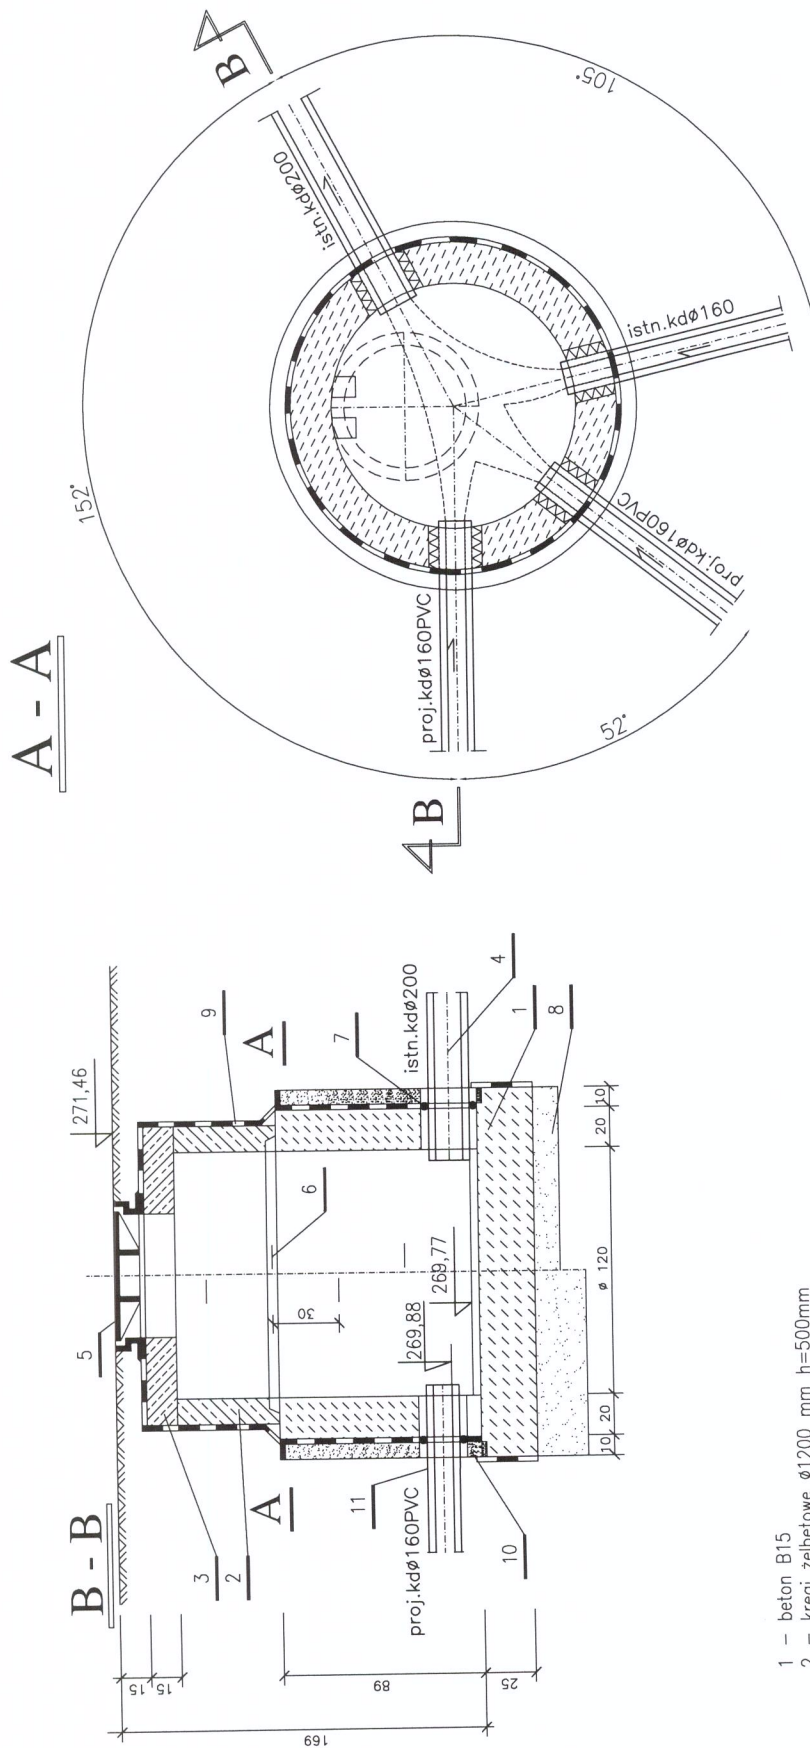 A - A
B
152°
105°
52°
istn.kdø200
istn.kdø160
proj.kdø160PVC
proj.kdø160PVC
B
B - B
271,46
5
9
3
2
A
A
6
7
istn.kdø200
4
30
269,88
269,77
11
proj.kdø160PVC
10
1
8
15
15
89
25
169
10
20
ø 120
20
10
1 – beton B15
2 – kręgi żelbetowe ø1200 mm h=500mm